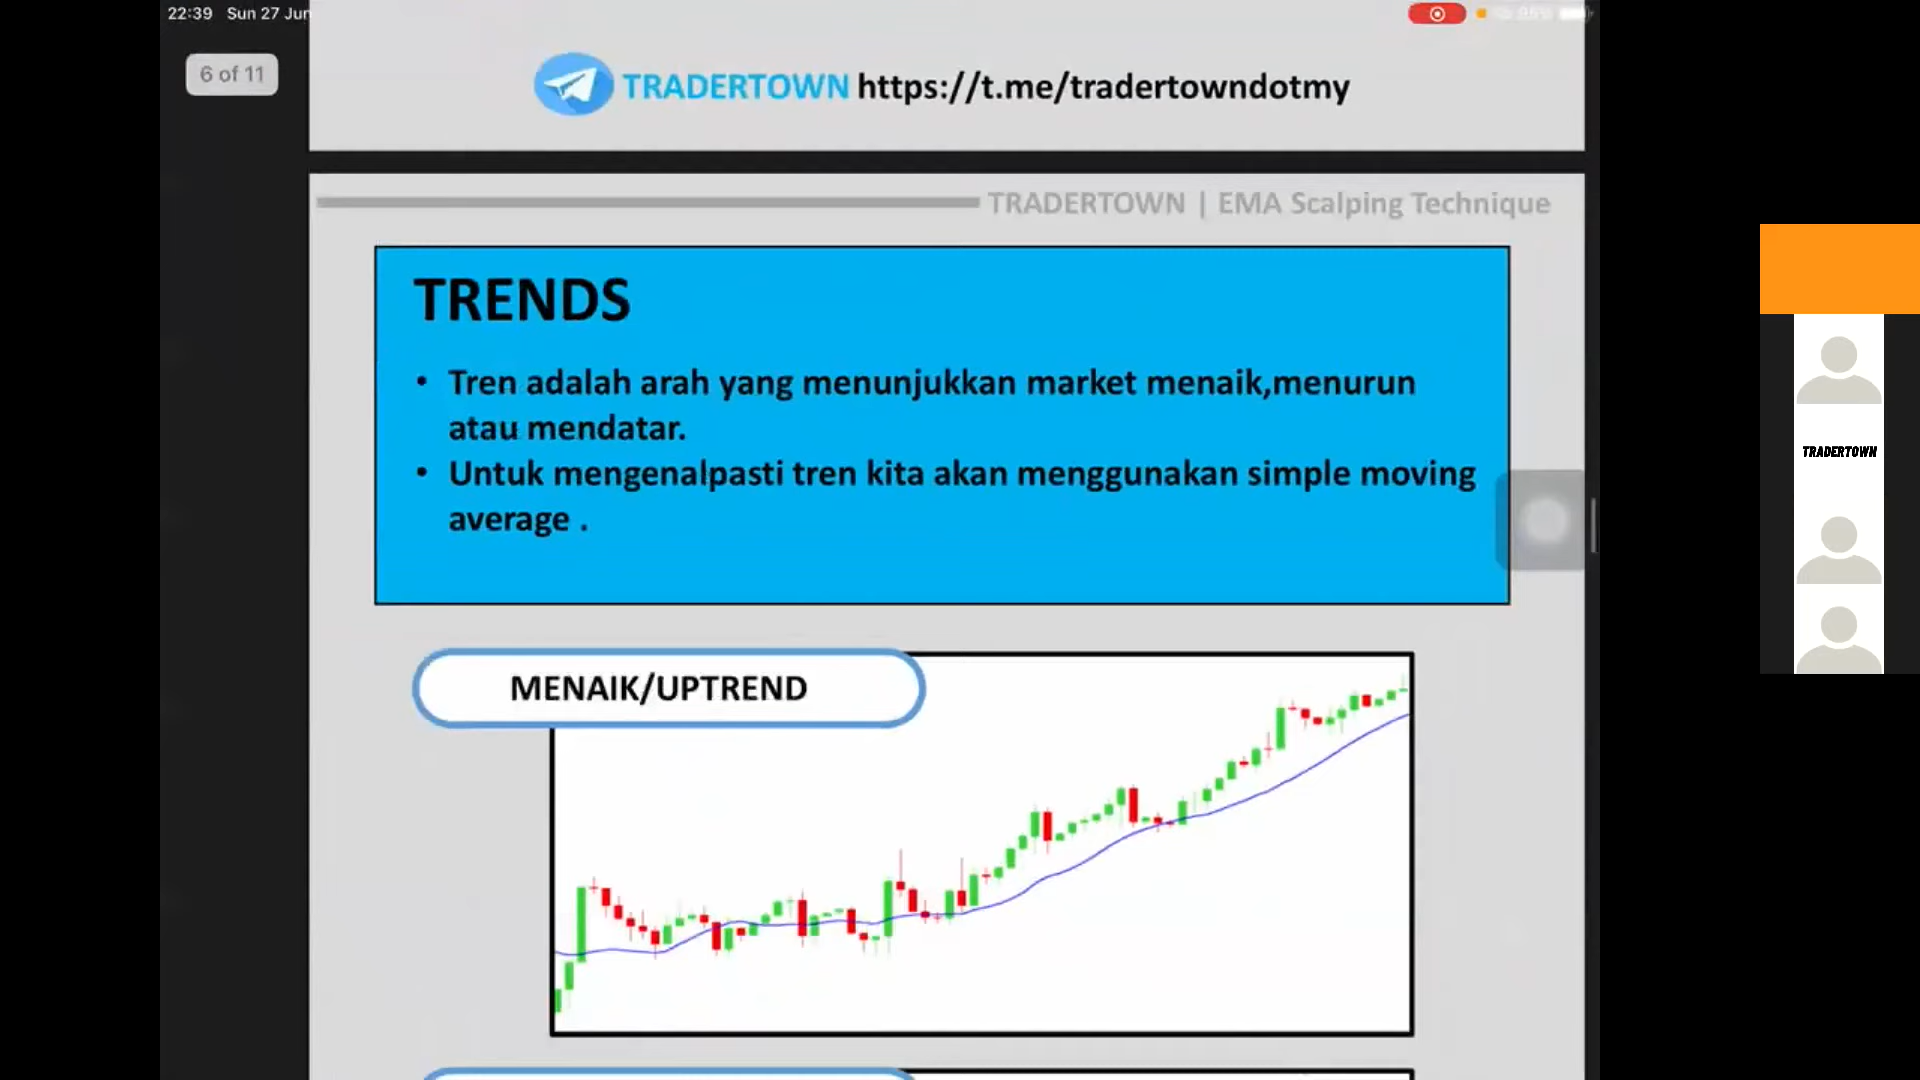 22:39 Sun 27 Jun
6 of 11
TRADERTOWN https://t.me/tradertowndotmy
TRADERTOWN | EMA Scalping Technique
TRENDS
• Tren adalah arah yang menunjukkan market menaik,menurun
atau mendatar.
• Untuk mengenalpasti tren kita akan menggunakan simple moving
average .
MENAIK/UPTREND
TRADERTOWN